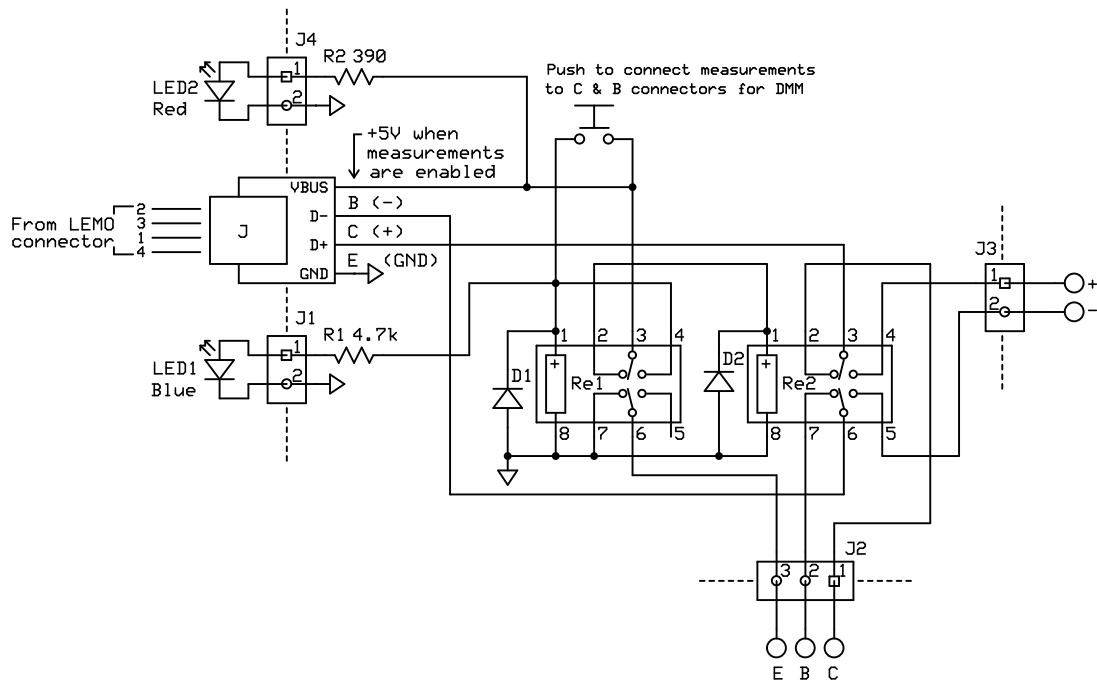 J4
1
2
R2 390
LED2
Red
Push to connect measurements
to C & B connectors for DMM
+5V when
measurements
are enabled
From LEMO
connector
2
3
1
4
J
VBUS
D-
D+
GND
B (-)
C (+)
E (GND)
J1
1
2
R1 4.7k
LED1
Blue
J3
1
2
+
-
D1
1
2
3
4
+
Re1
8
7
6
5
D2
1
2
3
4
+
Re2
8
7
6
5
J2
3
2
1
E
B
C